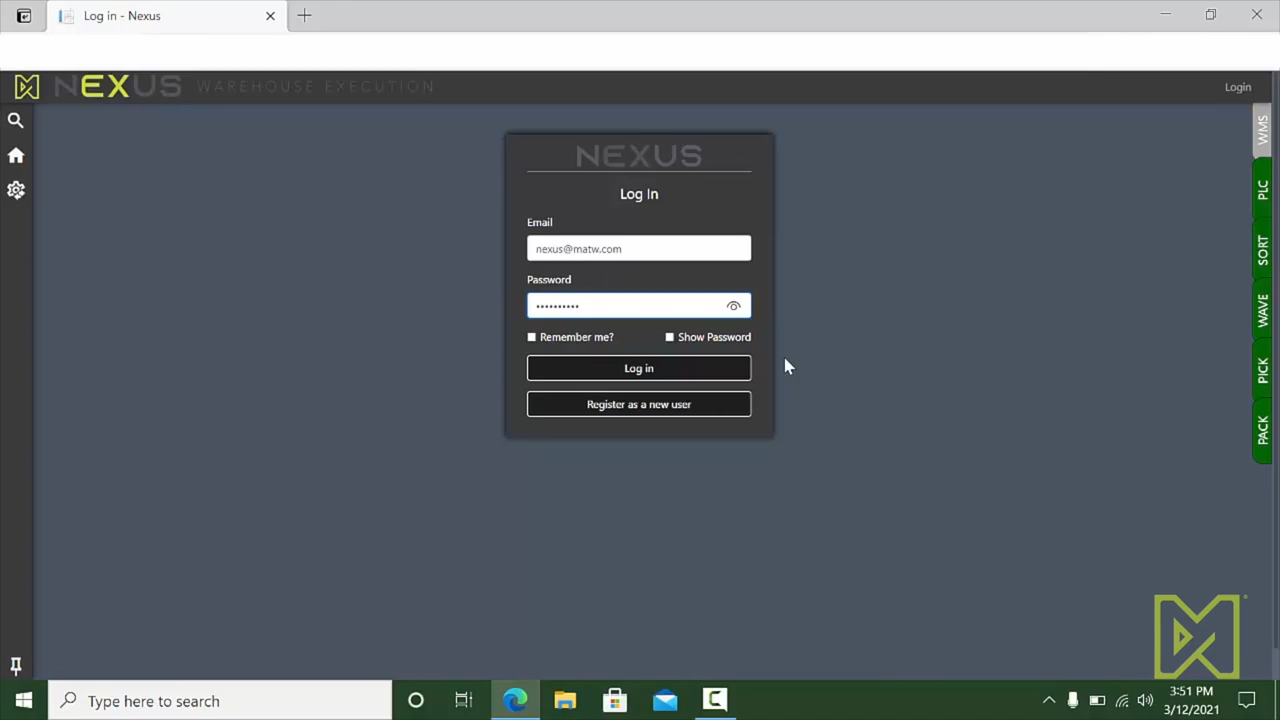 Log in - Nexus
NEXUS WAREHOUSE EXECUTION
Login
NEXUS
Log In
Email
nexus@matw.com
Password
••••••••••
Remember me?
Show Password
Log in
Register as a new user
WMS
PLC
SORT
WAVE
PICK
PACK
Type here to search
3:51 PM
3/12/2021